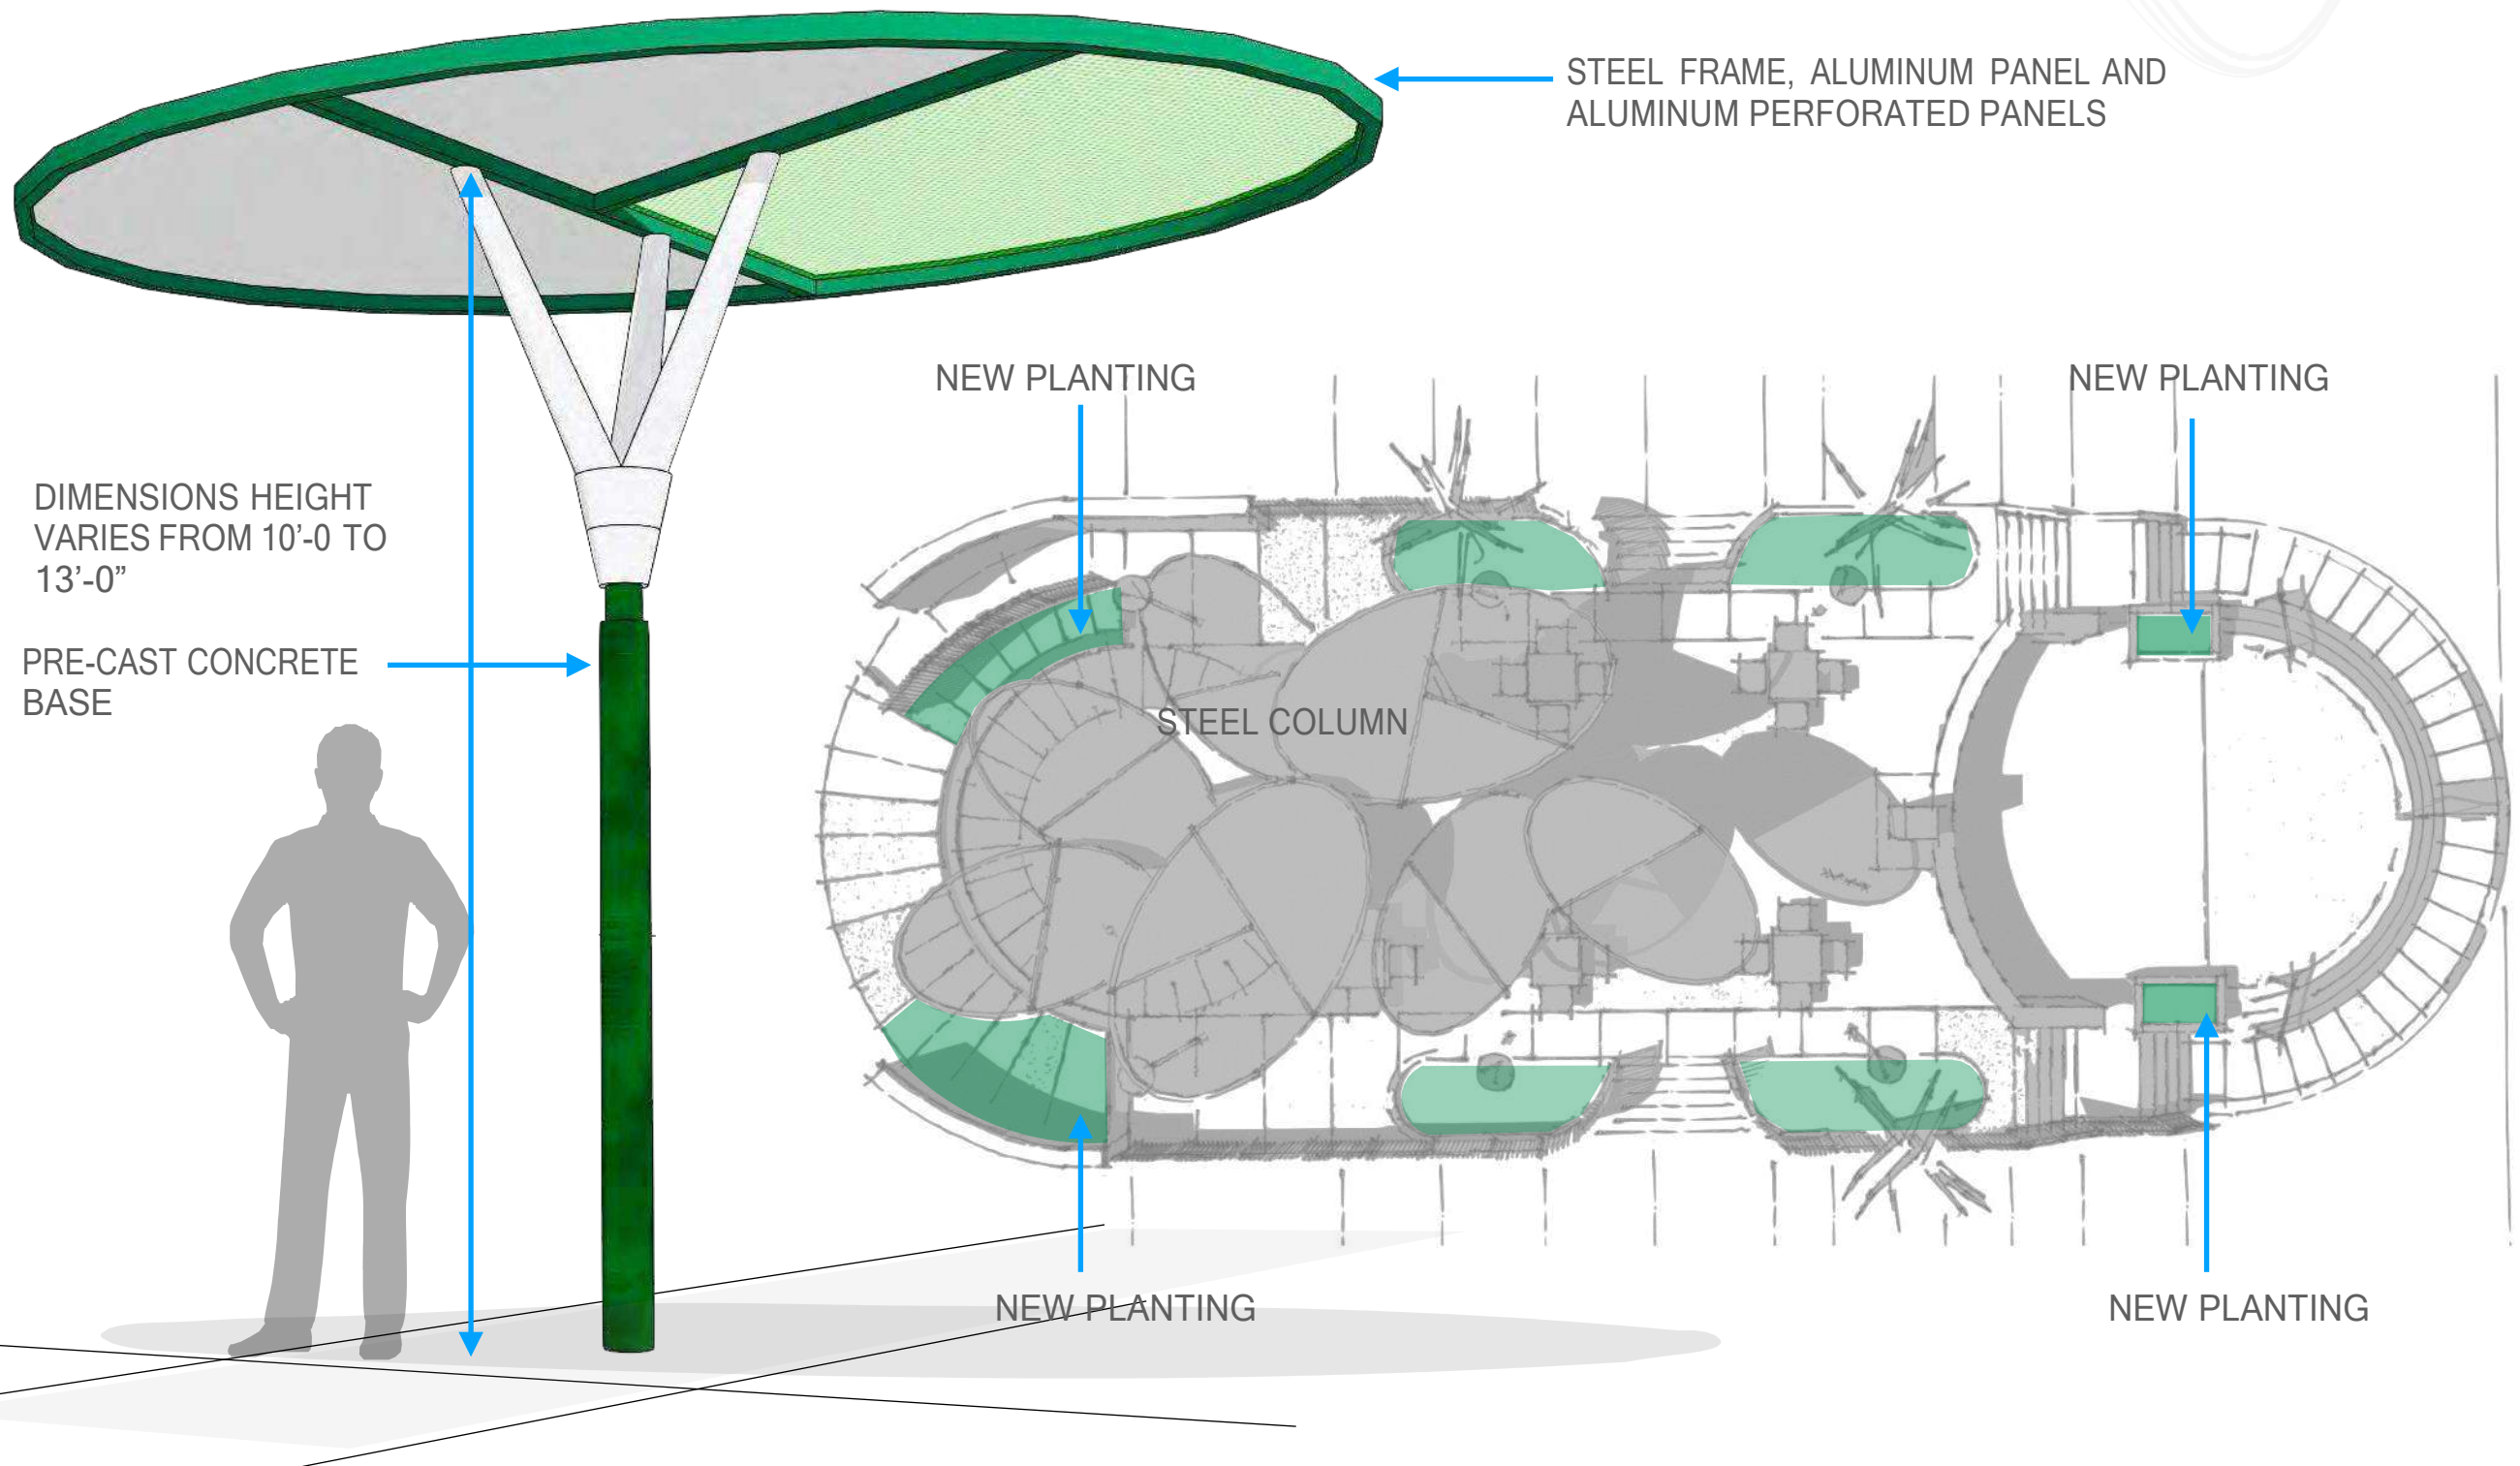 STEEL FRAME, ALUMINUM PANEL AND
ALUMINUM PERFORATED PANELS
NEW PLANTING
NEW PLANTING
DIMENSIONS HEIGHT
VARIES FROM 10’-0 TO
13’-0”
PRE-CAST CONCRETE
BASE
STEEL COLUMN
NEW PLANTING
NEW PLANTING